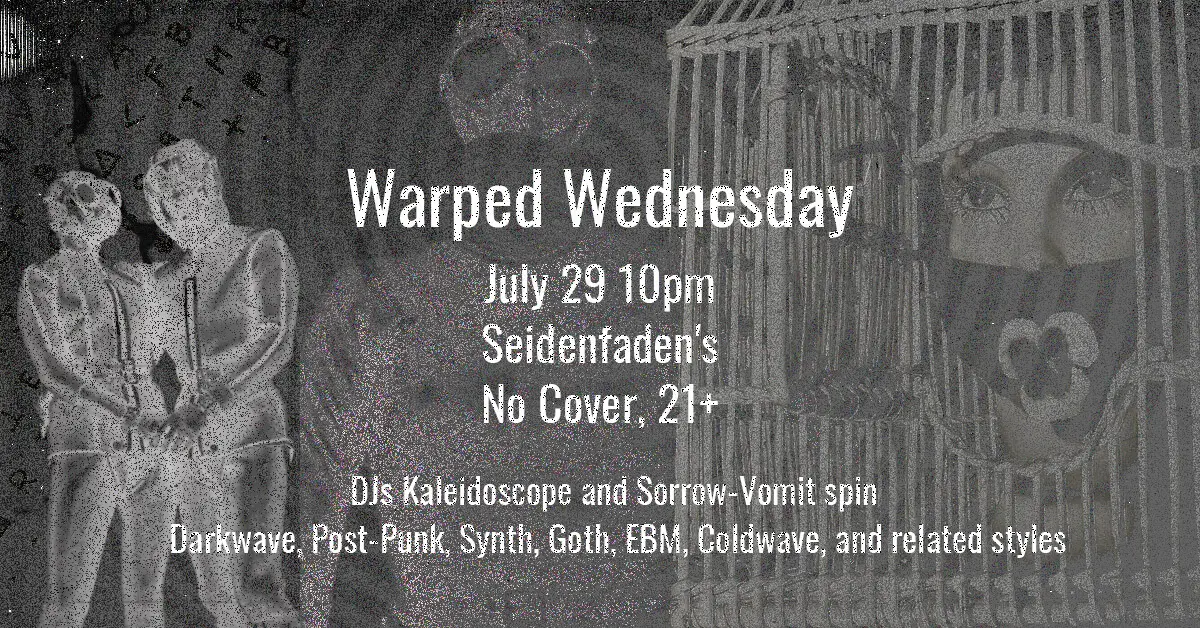 Warped Wednesday
July 29 10pm
Seidenfaden's
No Cover, 21+
DJs Kaleidoscope and Sorrow-Vomit spin
Darkwave, Post-Punk, Synth, Goth, EBM, Coldwave, and related styles